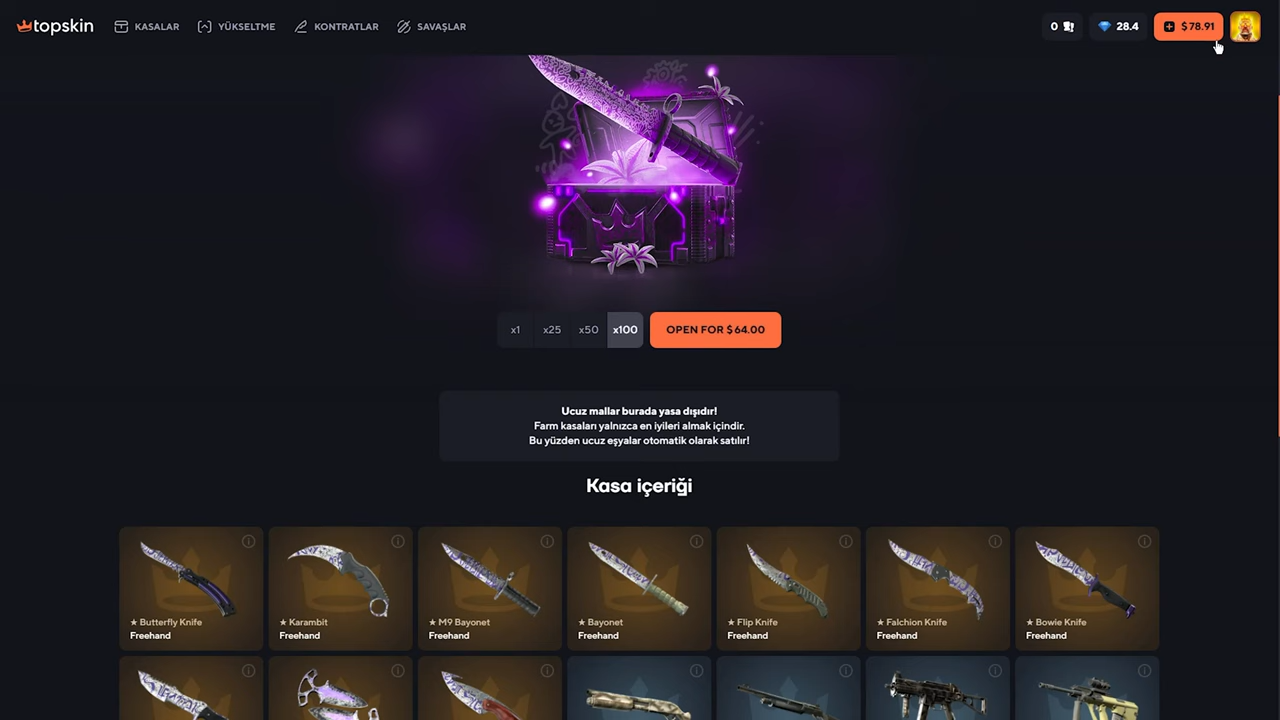 topskin KASALAR YÜKSELTME KONTRATLAR SAVAŞLAR 0 28.4 $78.91
x1 x25 x50 x100 OPEN FOR $64.00
Ucuz mallar burada yasa dışıdır!
Farm kasaları yalnızca en iyileri almak içindir.
Bu yüzden ucuz eşyalar otomatik olarak satılır!
Kasa içeriği
★ Butterfly Knife
Freehand
★ Karambit
Freehand
★ M9 Bayonet
Freehand
★ Bayonet
Freehand
★ Flip Knife
Freehand
★ Falchion Knife
Freehand
★ Bowie Knife
Freehand